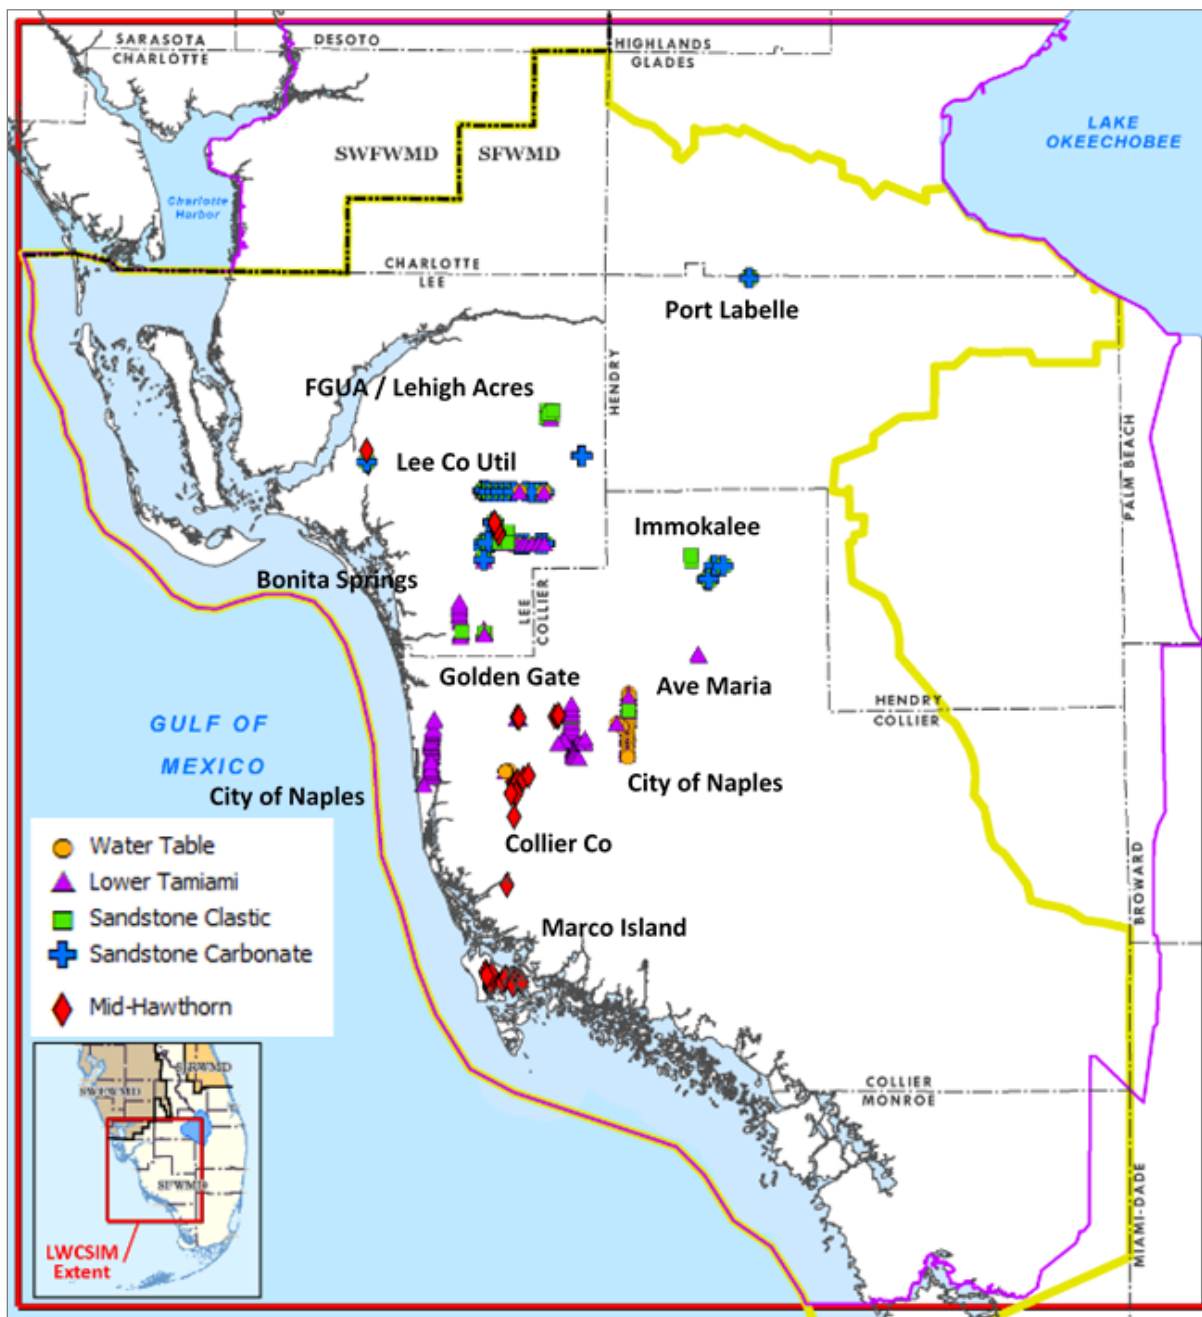 SARASOTA
CHARLOTTE
DESOTO
HIGHLANDS
GLADES
LAKE
OKEECHOBEE
SWFWMD
SFWMD
Charlotte
Harbor
CHARLOTTE
LEE
Port Labelle
HENDRY
FGUA / Lehigh Acres
PALM BEACH
Lee Co Util
Immokalee
Bonita Springs
LEE
COLLIER
Golden Gate
Ave Maria
HENDRY
COLLIER
GULF OF
MEXICO
City of Naples
City of Naples
Collier Co
BROWARD
Marco Island
Water Table
Lower Tamiami
Sandstone Clastic
Sandstone Carbonate
Mid-Hawthorn
COLLIER
MONROE
MIAMI-DADE
SJRWMD
SWFWMD
SFWMD
LWCSIM
Extent